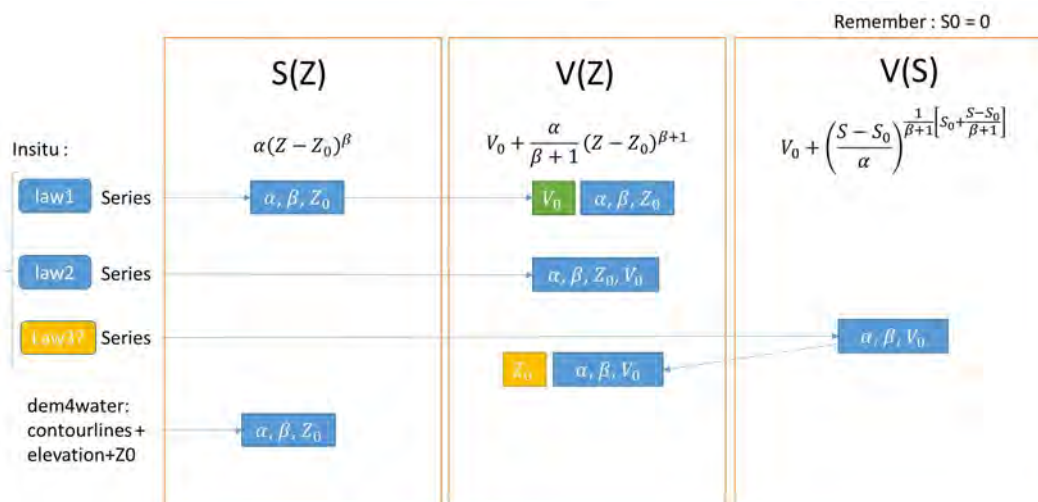 Remember : S0 = 0
S(Z)
V(Z)
V(S)
α(Z − Z₀)^β
V₀ + α/(β + 1) (Z − Z₀)^(β+1)
V₀ + ((S − S₀)/α)^(1/(β+1)[S₀ + (S−S₀)/(β+1)])
Insitu :
law1 Series α, β, Z₀ V₀ α, β, Z₀
law2 Series α, β, Z₀, V₀
Law3? Series α, β, V₀
Z₀ α, β, V₀
dem4water:
contourlines +
elevation+Z0
α, β, Z₀